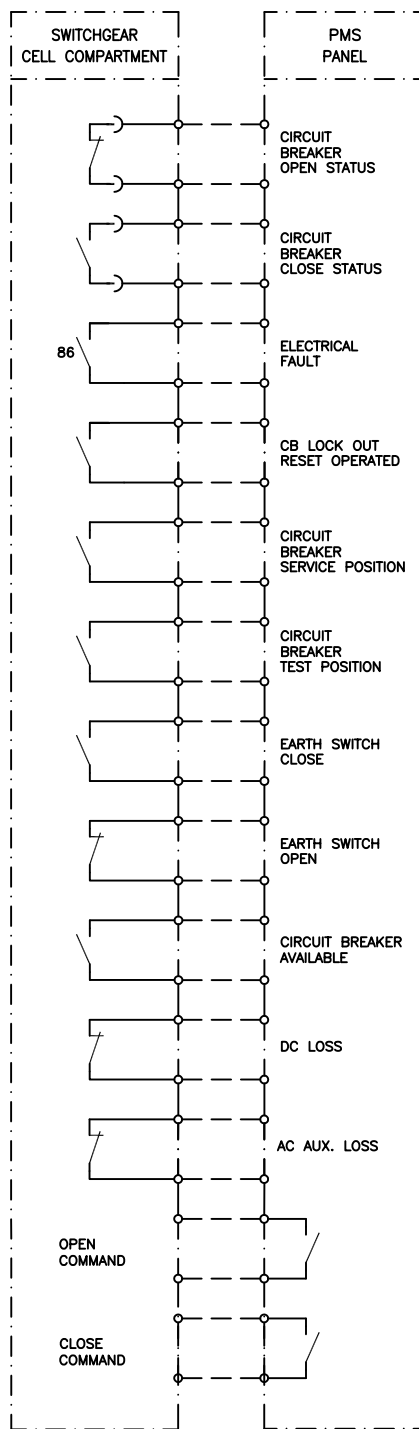 SWITCHGEAR
CELL COMPARTMENT
PMS
PANEL
CIRCUIT
BREAKER
OPEN STATUS
CIRCUIT
BREAKER
CLOSE STATUS
86
ELECTRICAL
FAULT
CB LOCK OUT
RESET OPERATED
CIRCUIT
BREAKER
SERVICE POSITION
CIRCUIT
BREAKER
TEST POSITION
EARTH SWITCH
CLOSE
EARTH SWITCH
OPEN
CIRCUIT BREAKER
AVAILABLE
DC LOSS
AC AUX. LOSS
OPEN
COMMAND
CLOSE
COMMAND